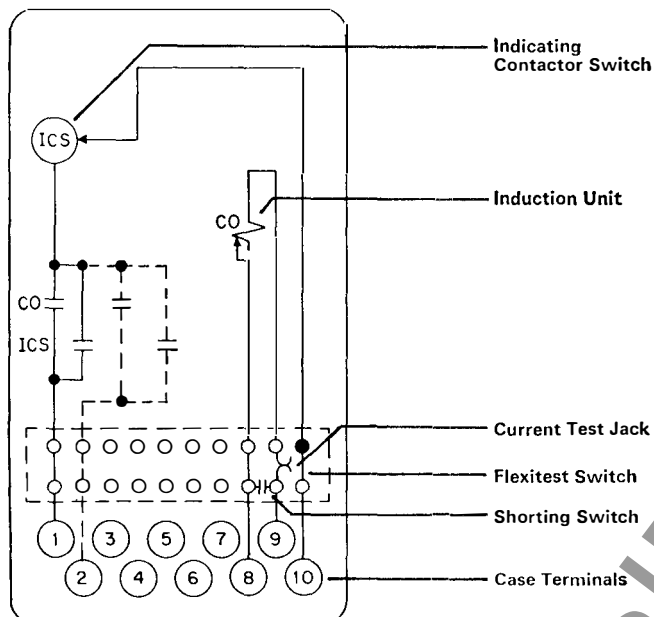 Indicating
Contactor Switch
ICS
Induction Unit
CO
CO
ICS
Current Test Jack
Flexitest Switch
Shorting Switch
1 3 5 7 9
2 4 6 8 10
Case Terminals